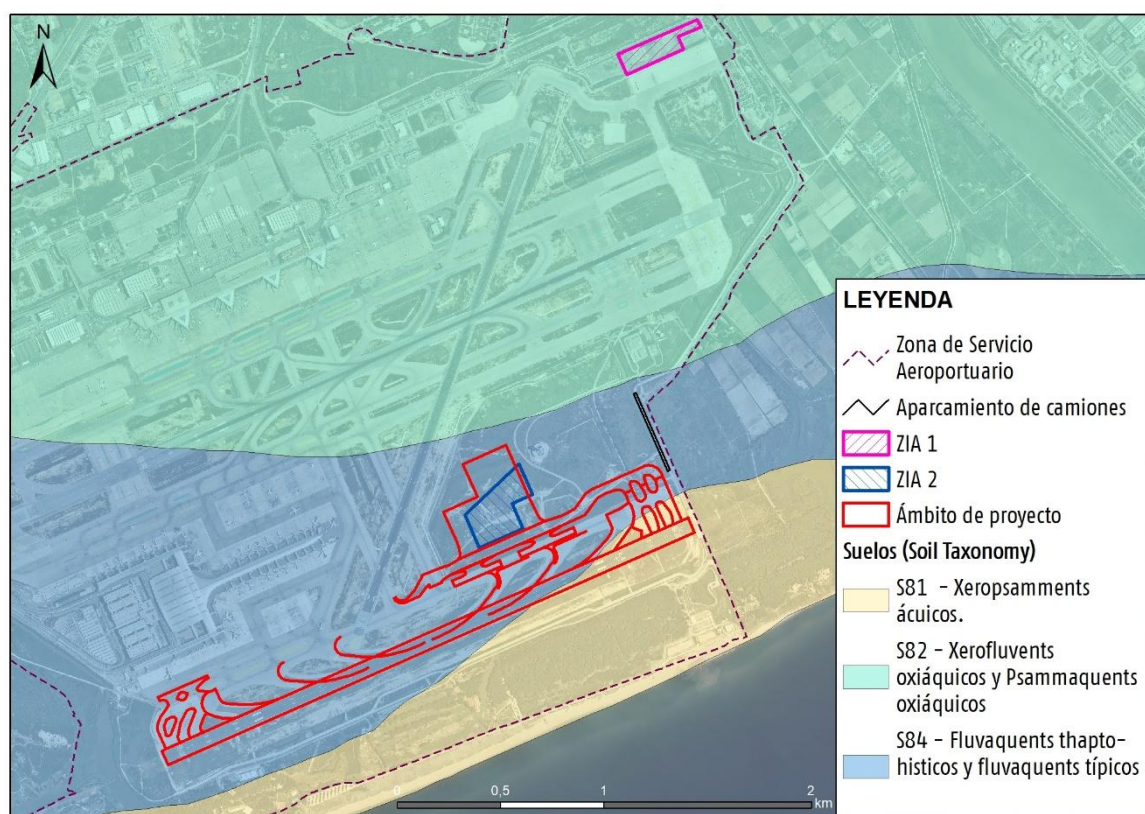 N
LEYENDA
Zona de Servicio
Aeroportuario
Aparcamiento de camiones
ZIA 1
ZIA 2
Ámbito de proyecto
Suelos (Soil Taxonomy)
S81 - Xeropsamments
ácuicos.
S82 - Xerofluvents
oxiáquicos y Psammaquents
oxiáquicos
S84 - Fluvaquents thapto-
histicos y fluvaquents típicos
0 0,5 1 2
km